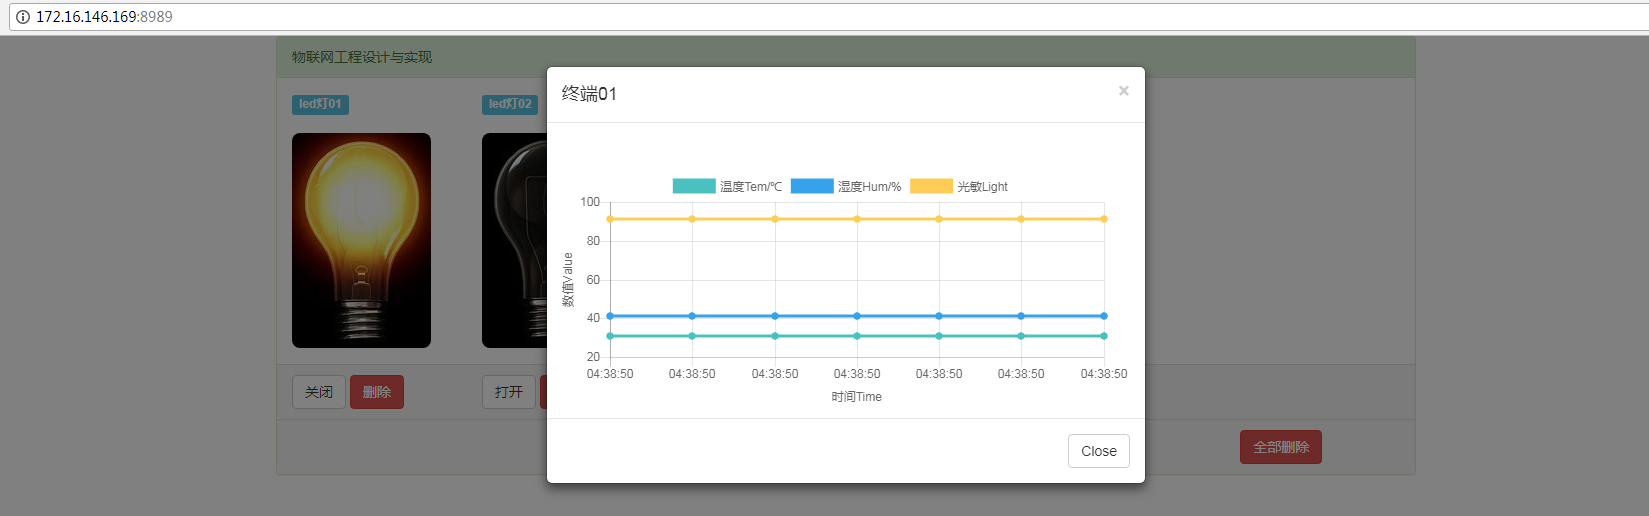 172.16.146.169:8989
物联网工程设计与实现
终端01
×
led灯01
led灯02
温度Tem/℃
湿度Hum/%
光敏Light
100
80
60
40
20
数值Value
04:38:50
04:38:50
04:38:50
04:38:50
04:38:50
04:38:50
04:38:50
时间Time
关闭
删除
打开
Close
全部删除